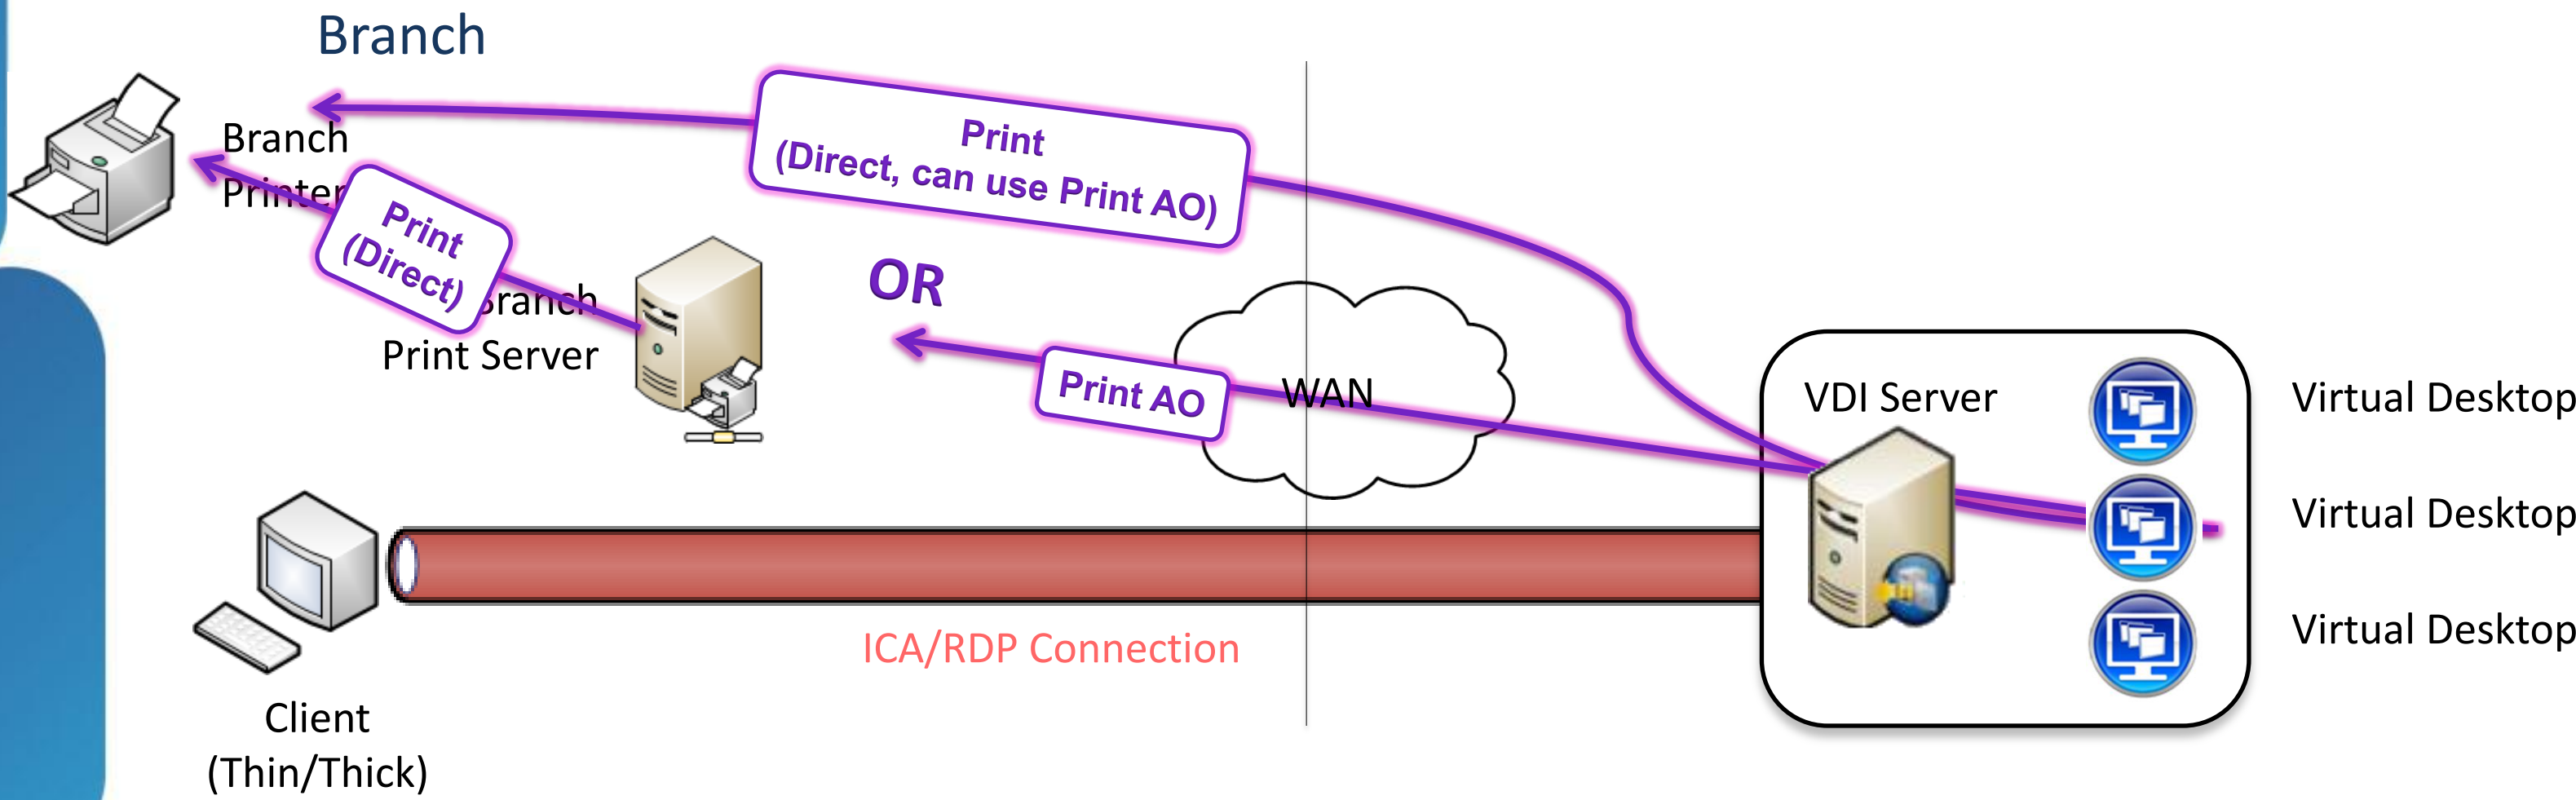 Branch
Branch
Printer
Print
(Direct, can use Print AO)
Print
(Direct)
OR
Branch
Print Server
Print AO
WAN
VDI Server
Virtual Desktop
Virtual Desktop
Virtual Desktop
ICA/RDP Connection
Client
(Thin/Thick)